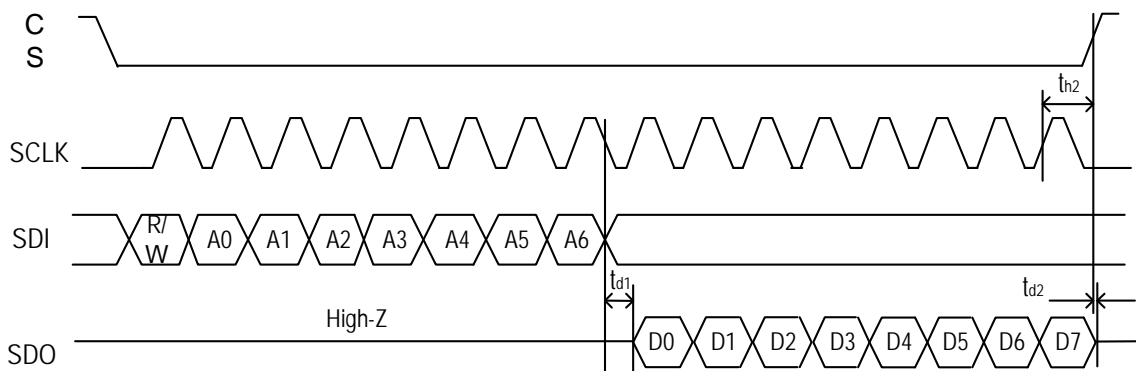 C
S
th2
SCLK
SDI
R/
W
A0 A1 A2 A3 A4 A5 A6
td1
td2
High-Z
SDO
D0 D1 D2 D3 D4 D5 D6 D7